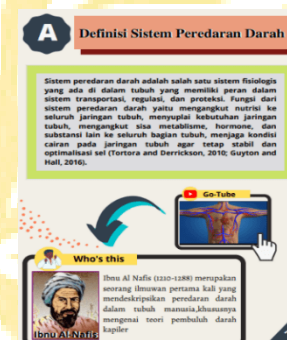 A
Definisi Sistem Peredaran Darah
Sistem peredaran darah adalah salah satu sistem fisiologis
yang ada di dalam tubuh yang memiliki peran dalam
sistem transportasi, regulasi, dan proteksi. Fungsi dari
sistem peredaran darah yaitu mengangkut nutrisi ke
seluruh jaringan tubuh, menyuplai kebutuhan jaringan
tubuh, mengangkut sisa metablisme, hormone, dan
substansi lain ke seluruh bagian tubuh, menjaga kondisi
cairan pada jaringan tubuh agar tetap stabil dan
optimalisasi sel (Tortora and Derrickson, 2010; Guyton and
Hall, 2016).
Go-Tube
Who's this
Ibnu Al Nafis (1210-1288) merupakan
seorang ilmuwan pertama kali yang
mendeskripsikan peredaran darah
dalam tubuh manusia,khususnya
mengenai teori pembuluh darah
kapiler
Ibnu Al-Nafis